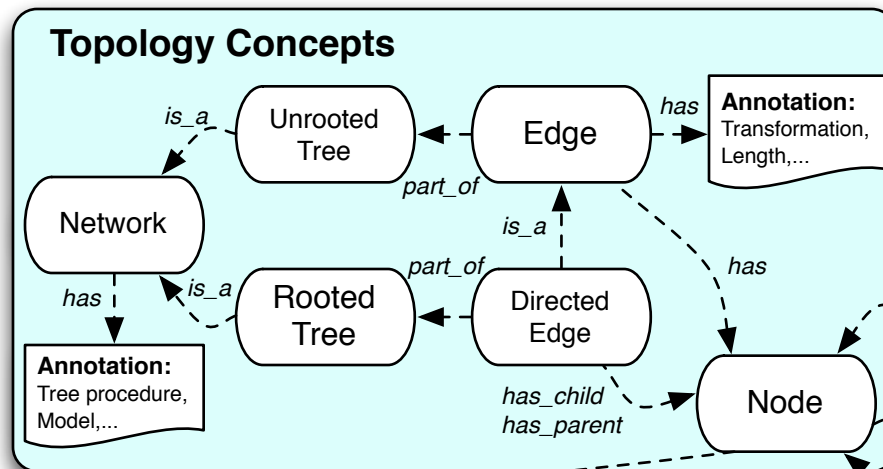 Topology Concepts
is_a
Unrooted
Tree
Edge
has
Annotation:
Transformation,
Length,...
part_of
Network
is_a
has
is_a
part_of
has
Rooted
Tree
Directed
Edge
Annotation:
Tree procedure,
Model,...
has_child
has_parent
Node